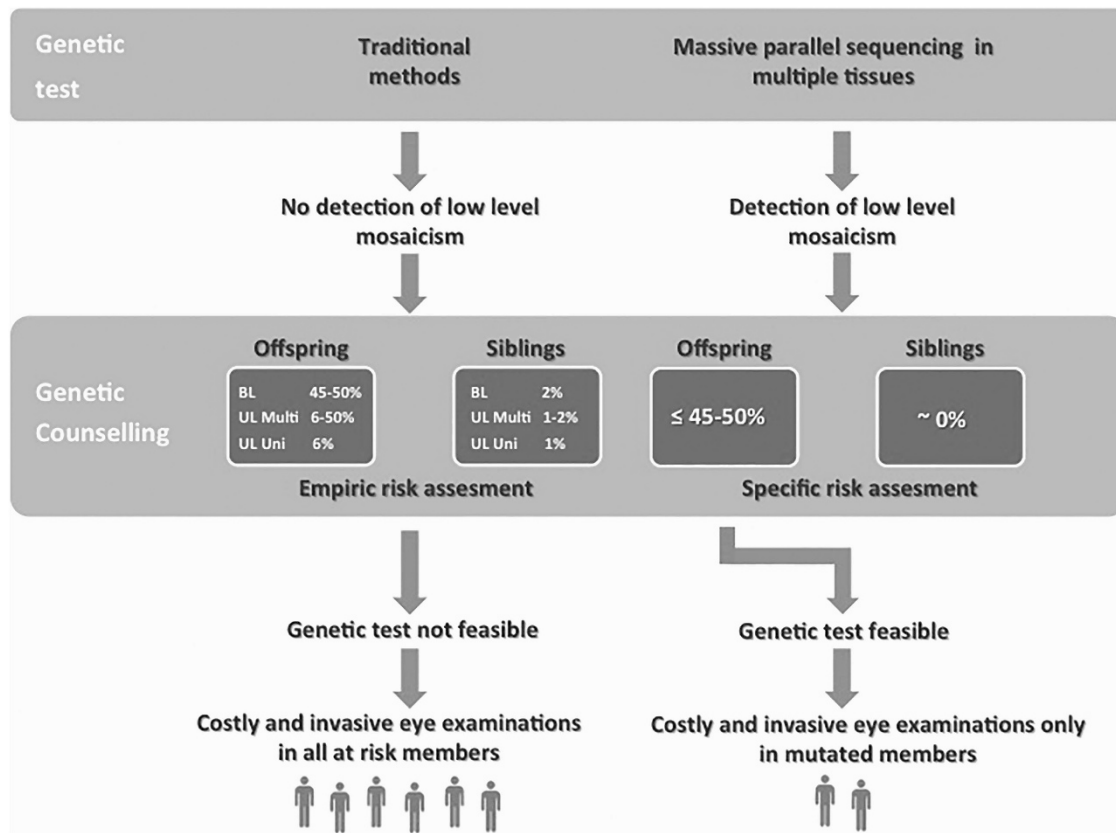 Genetic
test
Traditional
methods
Massive parallel sequencing in
multiple tissues
No detection of low level
mosaicism
Detection of low level
mosaicism
Genetic
Counselling
Offspring
BL 45-50%
UL Multi 6-50%
UL Uni 6%
Siblings
BL 2%
UL Multi 1-2%
UL Uni 1%
Empiric risk assesment
Offspring
≤ 45-50%
Siblings
~ 0%
Specific risk assesment
Genetic test not feasible
Genetic test feasible
Costly and invasive eye examinations
in all at risk members
Costly and invasive eye examinations only
in mutated members